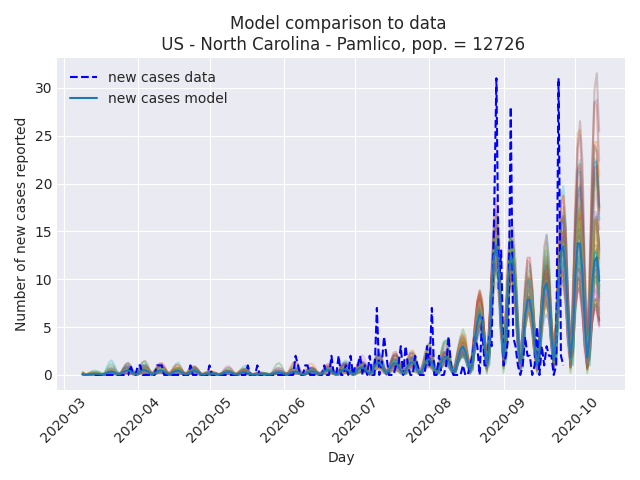 Model comparison to data
US - North Carolina - Pamlico, pop. = 12726
new cases data
new cases model
Number of new cases reported
30
25
20
15
10
5
0
2020-03
2020-04
2020-05
2020-06
2020-07
2020-08
2020-09
2020-10
Day